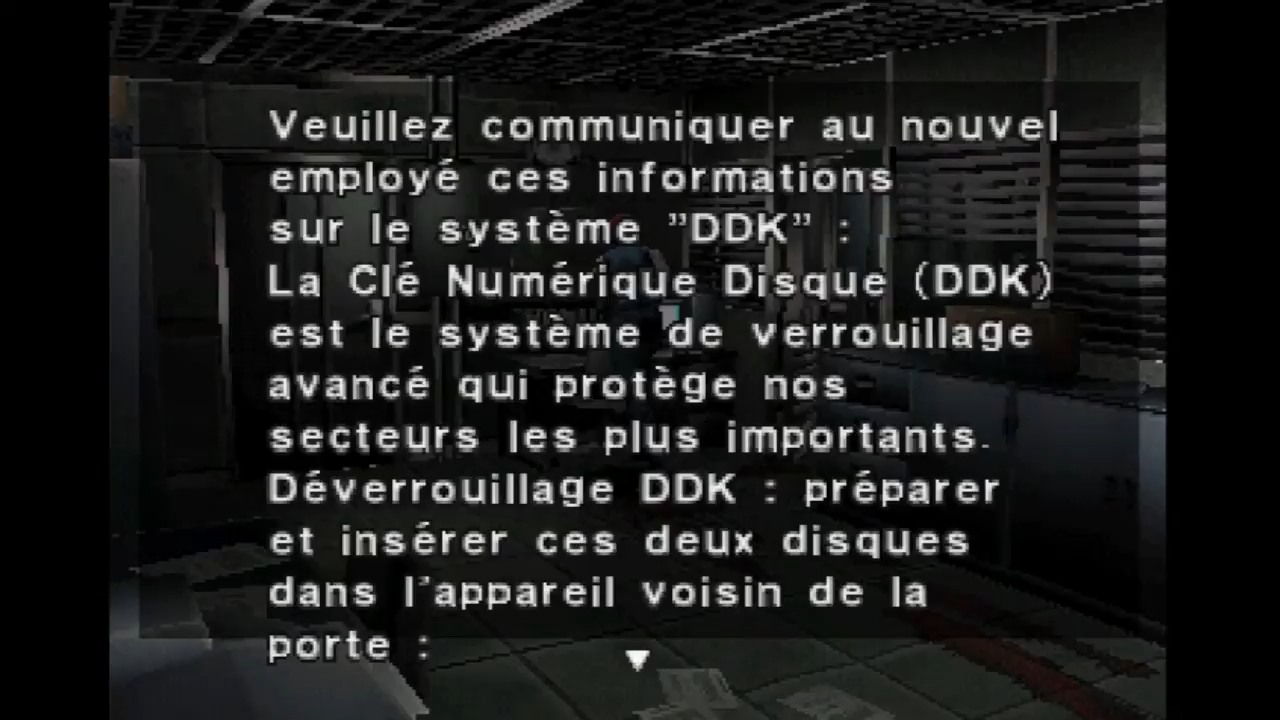 Veuillez communiquer au nouvel
employé ces informations
sur le système "DDK" :
La Clé Numérique Disque (DDK)
est le système de verrouillage
avancé qui protège nos
secteurs les plus importants.
Déverrouillage DDK : préparer
et insérer ces deux disques
dans l'appareil voisin de la
porte :